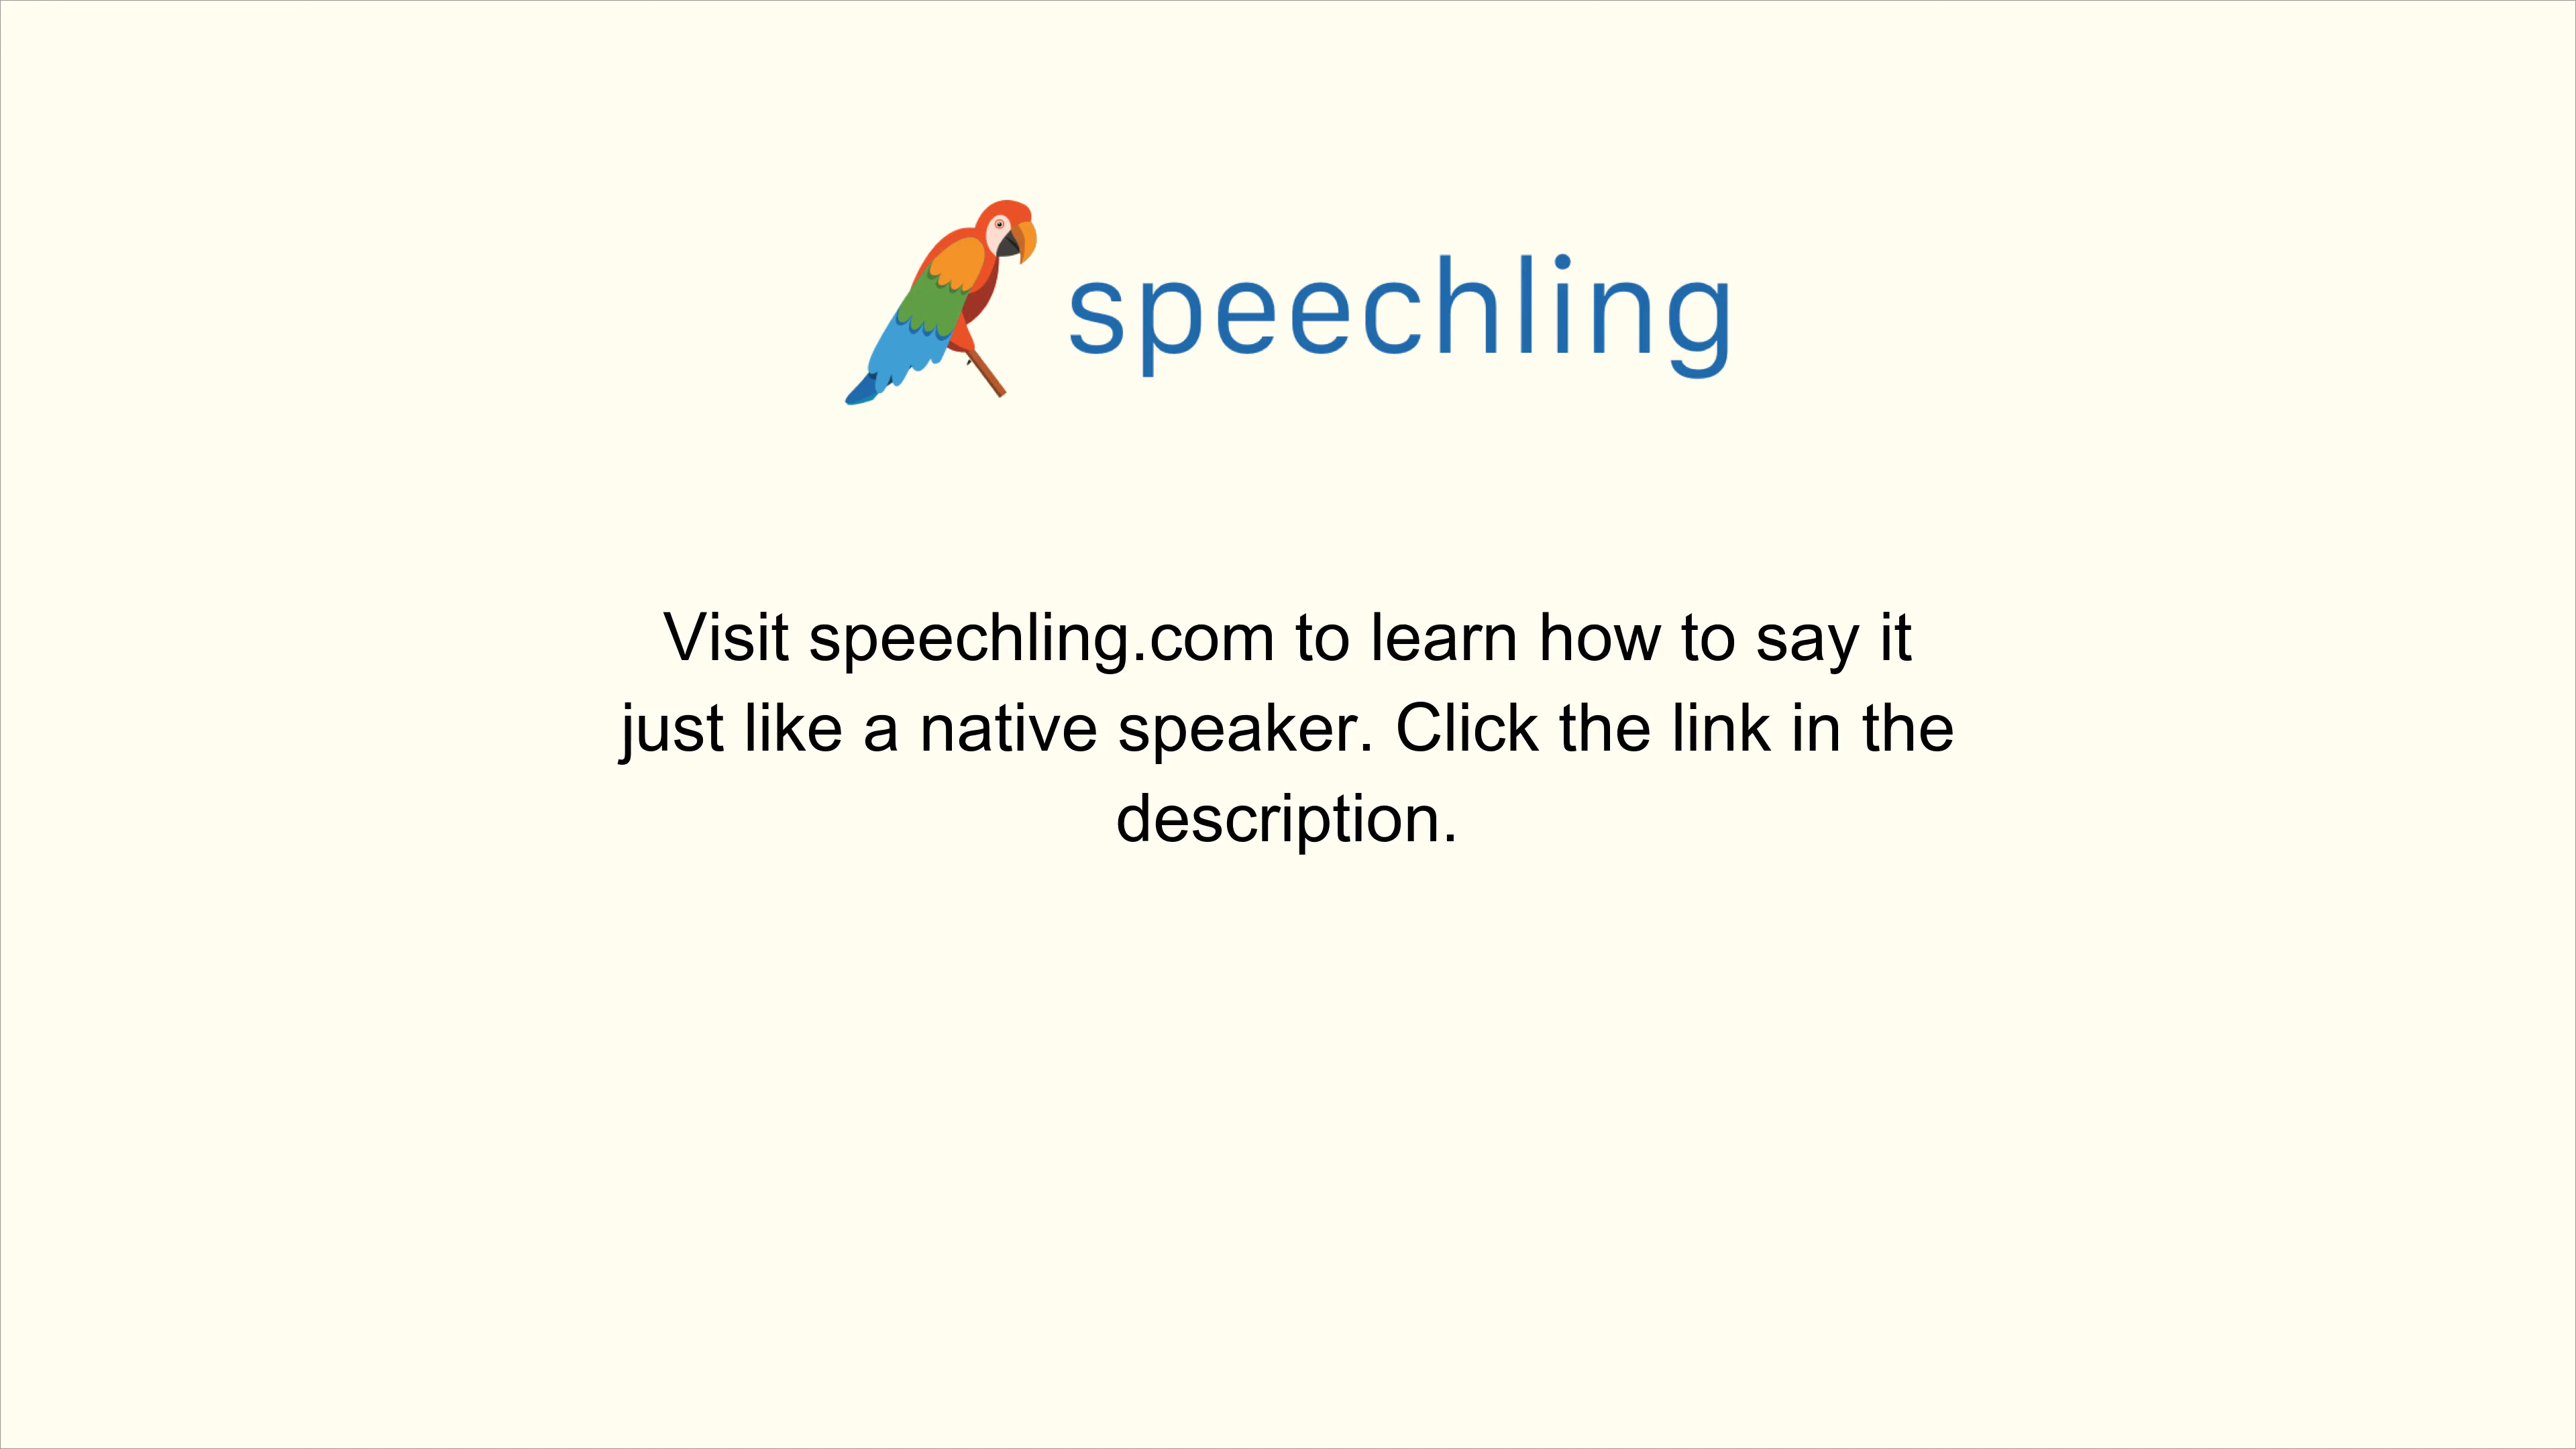 speechling
Visit speechling.com to learn how to say it
just like a native speaker. Click the link in the
description.